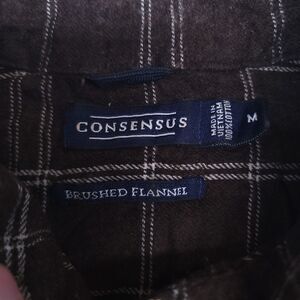 CONSENSUS
MADE IN
VIETNAM
100% COTTON
M
BRUSHED FLANNEL